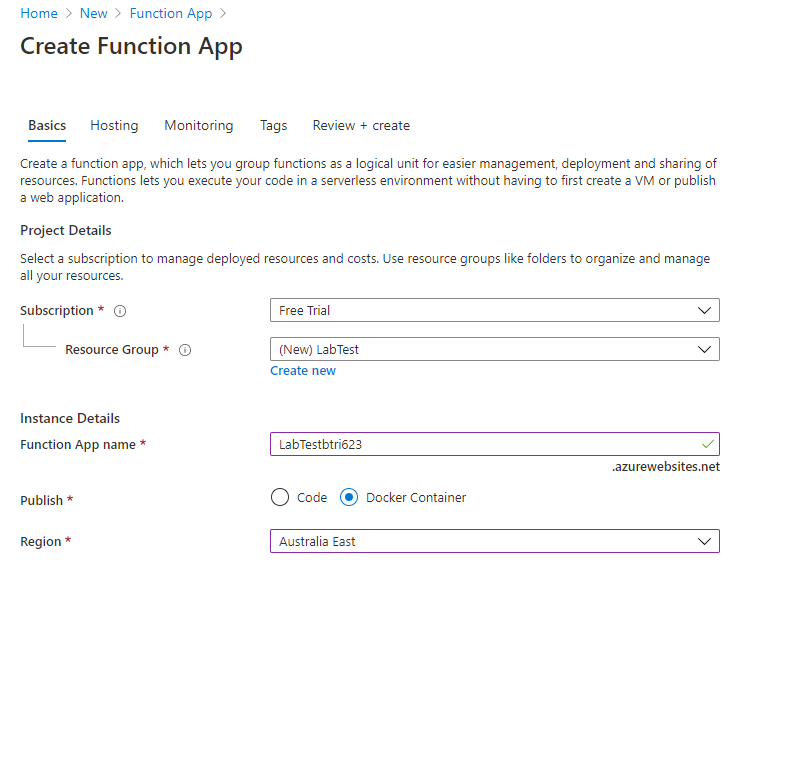 Home > New > Function App >
Create Function App
Basics Hosting Monitoring Tags Review + create
Create a function app, which lets you group functions as a logical unit for easier management, deployment and sharing of
resources. Functions lets you execute your code in a serverless environment without having to first create a VM or publish
a web application.
Project Details
Select a subscription to manage deployed resources and costs. Use resource groups like folders to organize and manage
all your resources.
Subscription * Free Trial
Resource Group * (New) LabTest
Create new
Instance Details
Function App name * LabTestbtri623
.azurewebsites.net
Publish * Code Docker Container
Region * Australia East